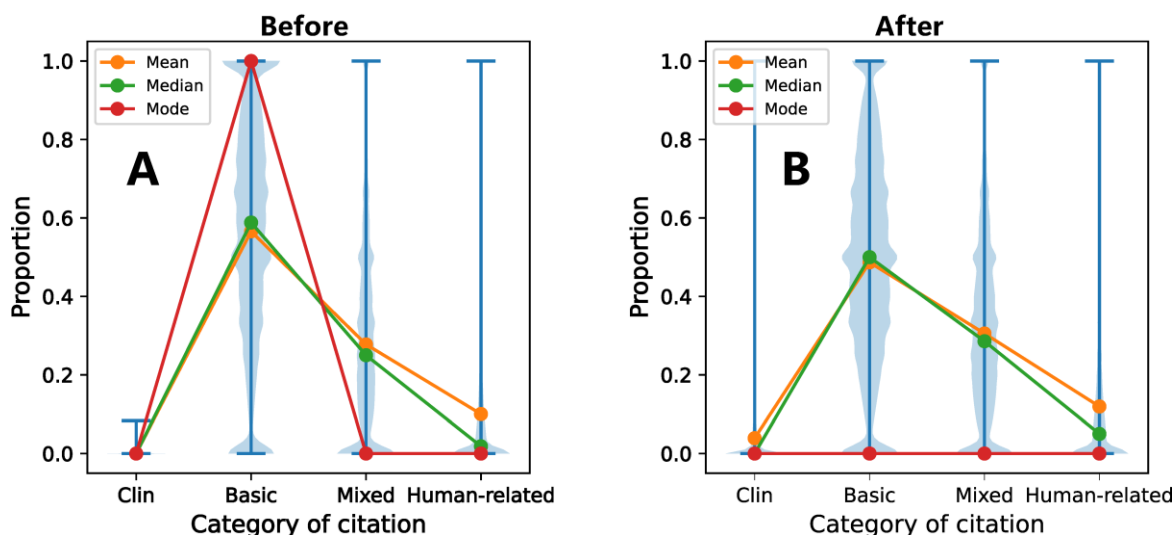 Before
Mean
Median
Mode
A
1.0
0.8
0.6
0.4
0.2
0.0
Proportion
Clin
Basic
Mixed
Human-related
Category of citation
After
Mean
Median
Mode
B
1.0
0.8
0.6
0.4
0.2
0.0
Proportion
Clin
Basic
Mixed
Human-related
Category of citation